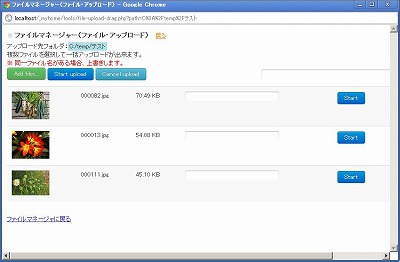 ファイルマネージャー(ファイル・アップロード) - Google Chrome
localhost/_myhome/tools/file-upload-drag.php?path=C%3A%2Ftemp%2Fテスト
ファイルマネージャー(ファイル・アップロード) 戻る
アップロード先フォルダ: C:/temp/テスト
複数ファイルを選択して一括アップロードが出来ます。
※ 同一ファイル名がある場合、上書きします。
Add files... Start upload Cancel upload
000082.jpg 70.49 KB Start
000013.jpg 54.08 KB Start
000111.jpg 45.10 KB Start
ファイルマネージャに戻る